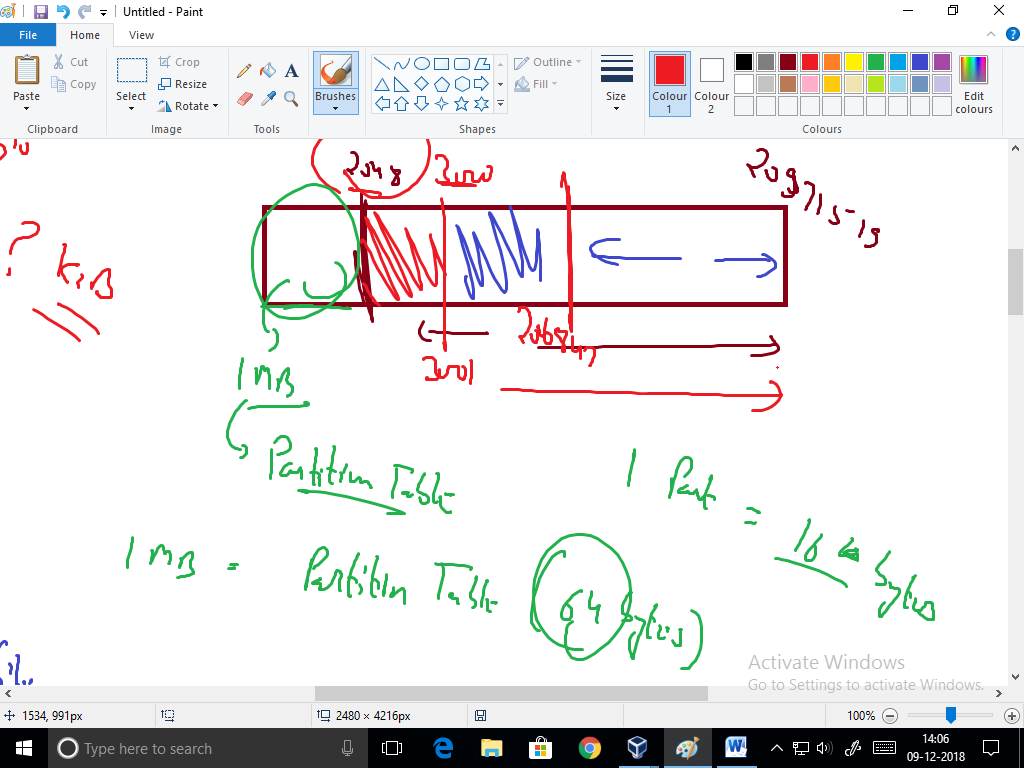 Untitled - Paint
File Home View
Paste Cut Copy Clipboard
Select Crop Resize Rotate Image
Tools
Brushes
Outline Fill Shapes
Size
Colour 1 Colour 2 Edit colours Colours
2048 3000 20971519
? KiB
3001 206847
1 MB
Partition Table
1 Part = 16 Bytes
1 MB = Partition Table (64 Bytes)
Activate Windows
Go to Settings to activate Windows.
1534, 991px 2480 × 4216px 100%
Type here to search
14:06
09-12-2018